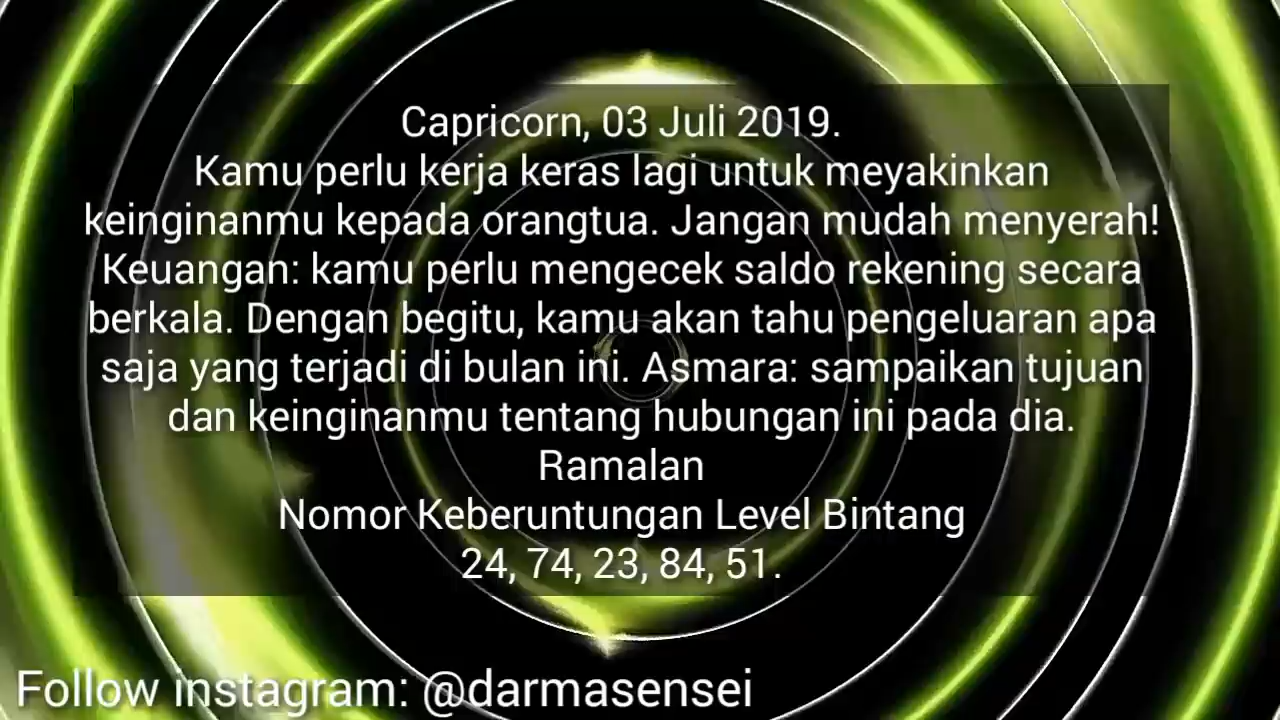 Capricorn, 03 Juli 2019.
Kamu perlu kerja keras lagi untuk meyakinkan
keinginanmu kepada orangtua. Jangan mudah menyerah!
Keuangan: kamu perlu mengecek saldo rekening secara
berkala. Dengan begitu, kamu akan tahu pengeluaran apa
saja yang terjadi di bulan ini. Asmara: sampaikan tujuan
dan keinginanmu tentang hubungan ini pada dia.
Ramalan
Nomor Keberuntungan Level Bintang
24, 74, 23, 84, 51.
Follow instagram: @darmasensei